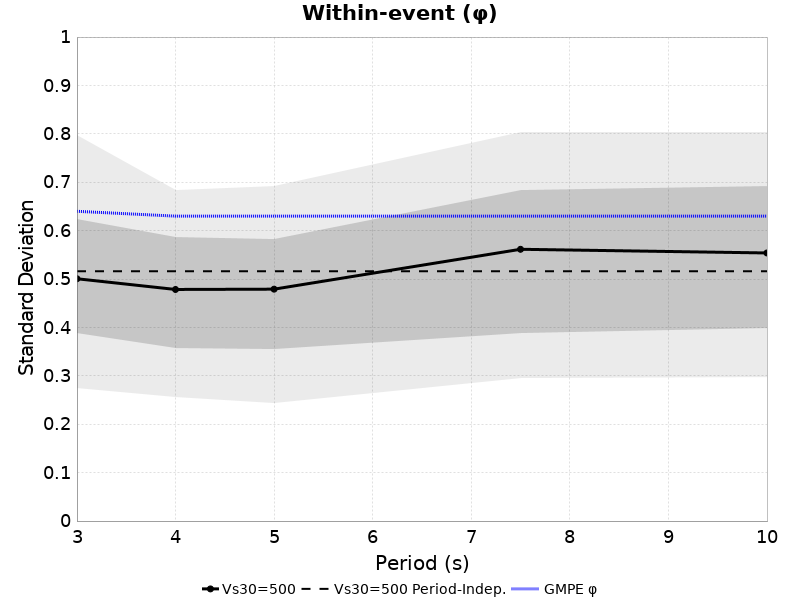 Within-event (φ)
Standard Deviation
1
0.9
0.8
0.7
0.6
0.5
0.4
0.3
0.2
0.1
0
3 4 5 6 7 8 9 10
Period (s)
Vs30=500 Vs30=500 Period-Indep. GMPE φ